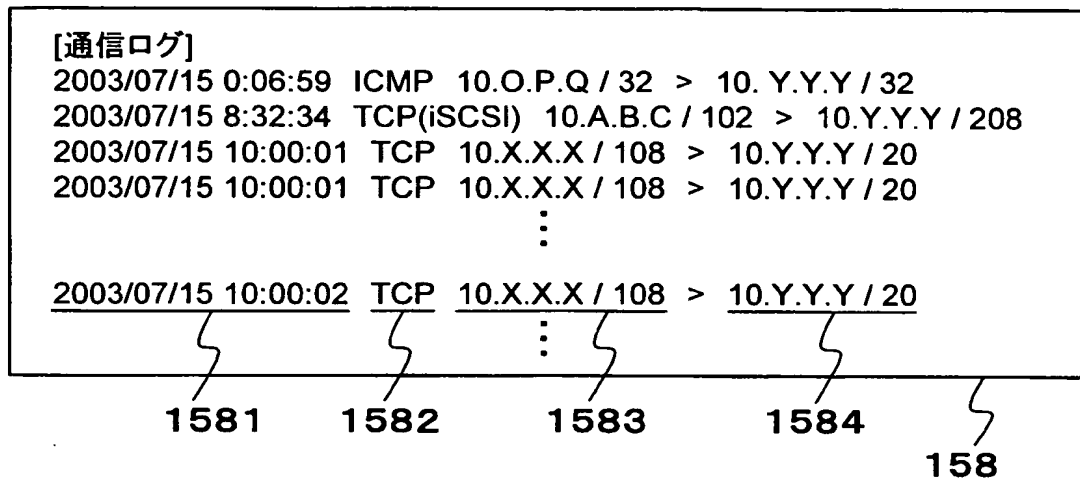 [通信ログ]
2003/07/15 0:06:59 ICMP 10.O.P.Q / 32 > 10. Y.Y.Y / 32
2003/07/15 8:32:34 TCP(iSCSI) 10.A.B.C / 102 > 10.Y.Y.Y / 208
2003/07/15 10:00:01 TCP 10.X.X.X / 108 > 10.Y.Y.Y / 20
2003/07/15 10:00:01 TCP 10.X.X.X / 108 > 10.Y.Y.Y / 20
⋮
2003/07/15 10:00:02 TCP 10.X.X.X / 108 > 10.Y.Y.Y / 20
⋮
1581 1582 1583 1584
158